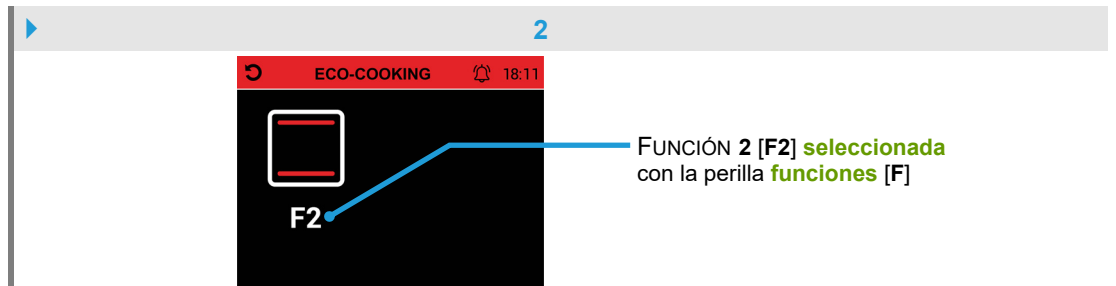 2
ECO-COOKING 18:11
F2
FUNCIÓN 2 [F2] seleccionada
con la perilla funciones [F]